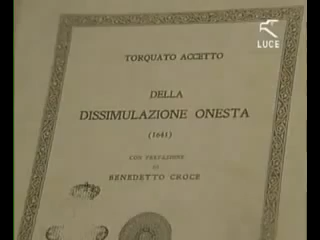 LUCE
TORQUATO ACCETTO
DELLA
DISSIMULAZIONE ONESTA
(1641)
CON PREFAZIONE
DI
BENEDETTO CROCE